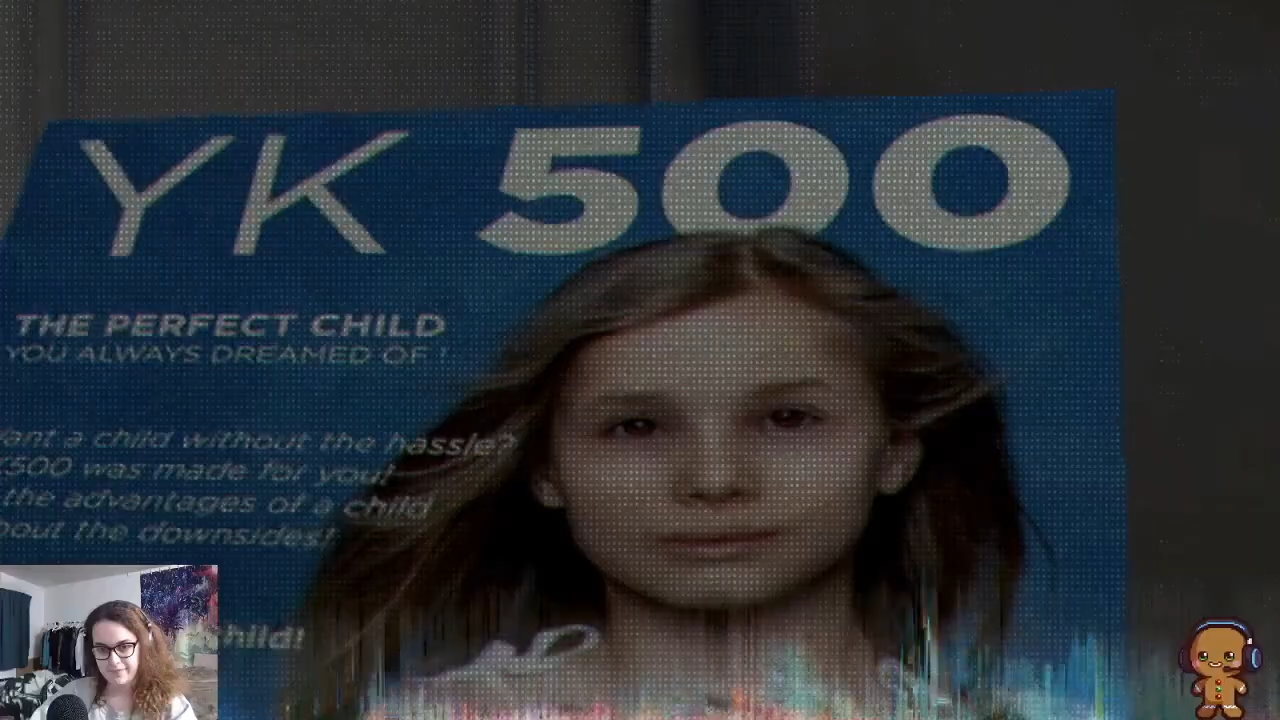 YK 500
THE PERFECT CHILD
YOU ALWAYS DREAMED OF !
ant a child without the hassle?
500 was made for you!
the advantages of a child
hout the downsides!
child!